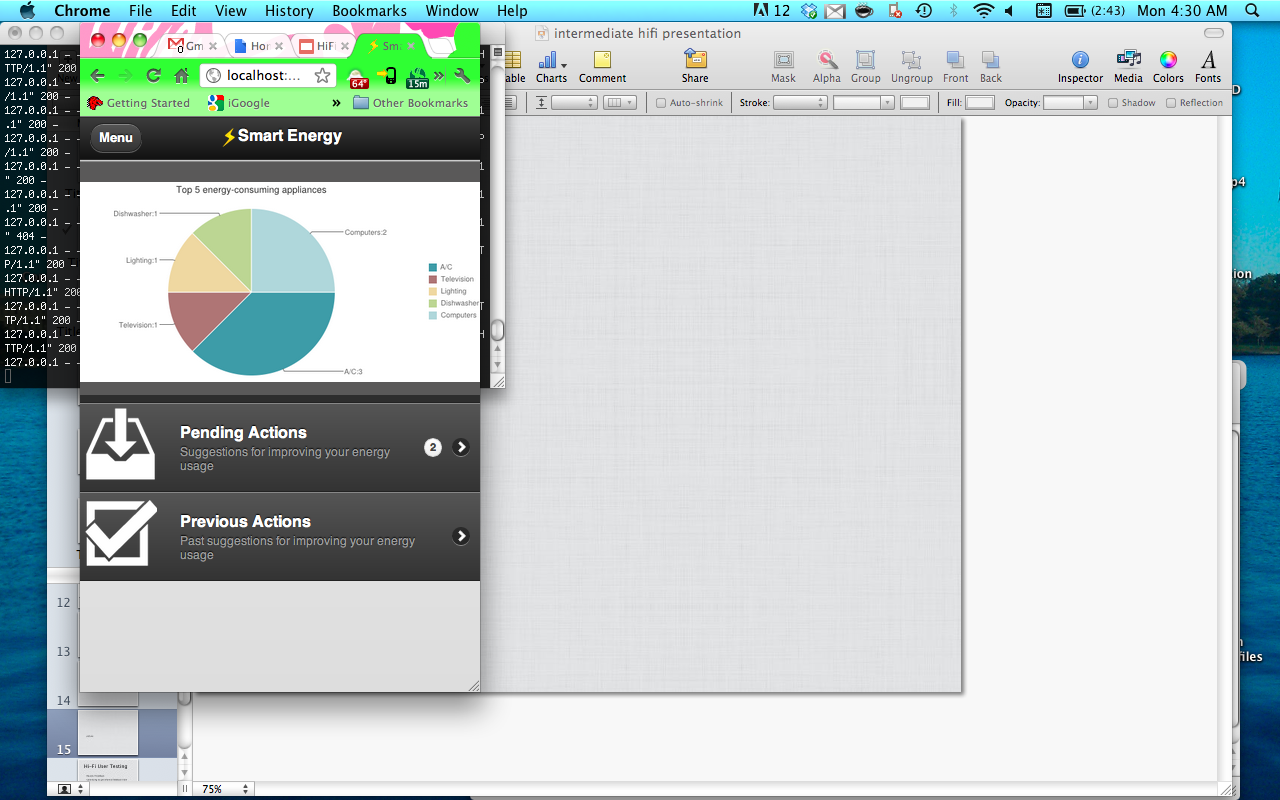 Chrome File Edit View History Bookmarks Window Help 12 (2:43) Mon 4:30 AM
intermediate hifi presentation
Charts Comment Share Mask Alpha Group Ungroup Front Back Inspector Media Colors Fonts
Auto-shrink Stroke: Fill: Opacity: Shadow Reflection
Gm Hor HiFi Sm
localhost:... 64° 15m »
Getting Started iGoogle » Other Bookmarks
Menu
Smart Energy
Top 5 energy-consuming appliances
Dishwasher:1
Computers:2
Lighting:1
Television:1
A/C:3
A/C
Television
Lighting
Dishwasher
Computers
Pending Actions
Suggestions for improving your energy
usage
2
Previous Actions
Past suggestions for improving your energy
usage
TTP/1.1" 200
127.0.0.1 -
/1.1" 200 -
127.0.0.1 -
.1" 200 -
127.0.0.1 -
/1.1" 200 -
127.0.0.1 -
" 200 -
127.0.0.1 -
.1" 200 -
127.0.0.1 -
" 404 -
127.0.0.1 -
P/1.1" 200
127.0.0.1 -
HTTP/1.1" 200
127.0.0.1 -
TP/1.1" 200
127.0.0.1 -
TTP/1.1" 200
127.0.0.1 -
12
13
14
15
Hi-Fi User Testing
75%
p4
ion
files